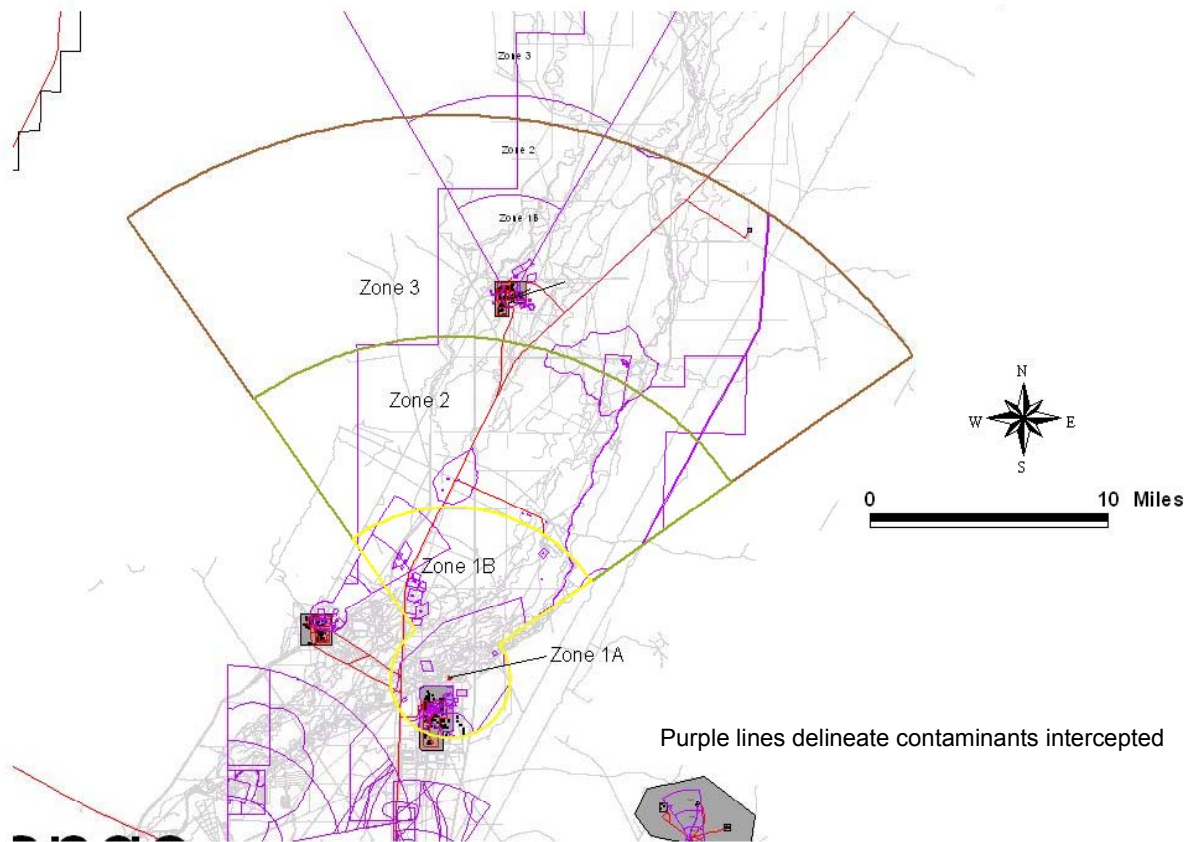 Zone 3
Zone 2
Zone 1B
Zone 3
Zone 2
N
W E
S
0 10 Miles
Zone 1B
Zone 1A
Purple lines delineate contaminants intercepted